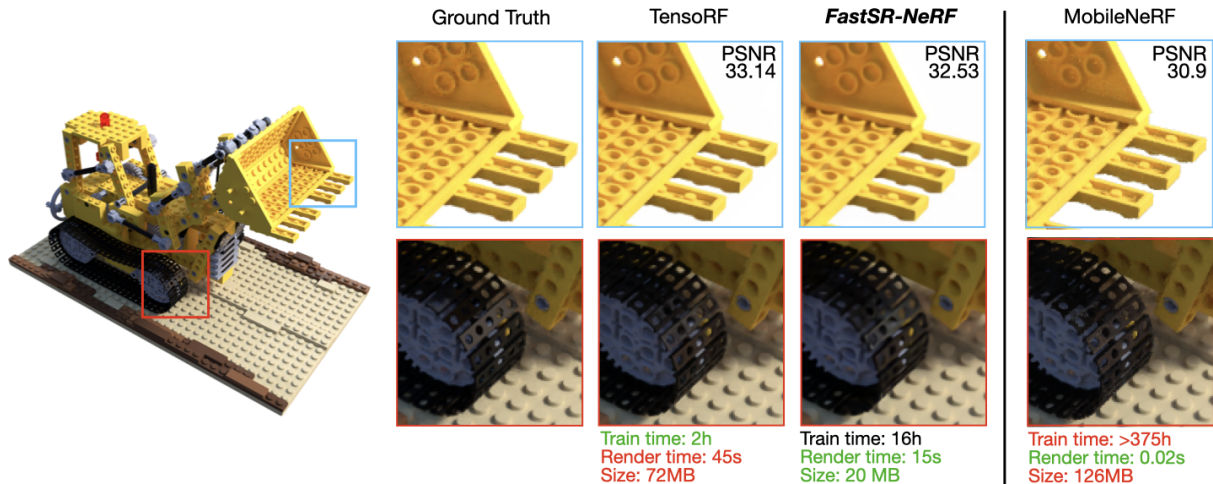 Ground Truth
TensoRF
FastSR-NeRF
MobileNeRF
PSNR
33.14
PSNR
32.53
PSNR
30.9
Train time: 2h
Render time: 45s
Size: 72MB
Train time: 16h
Render time: 15s
Size: 20 MB
Train time: >375h
Render time: 0.02s
Size: 126MB